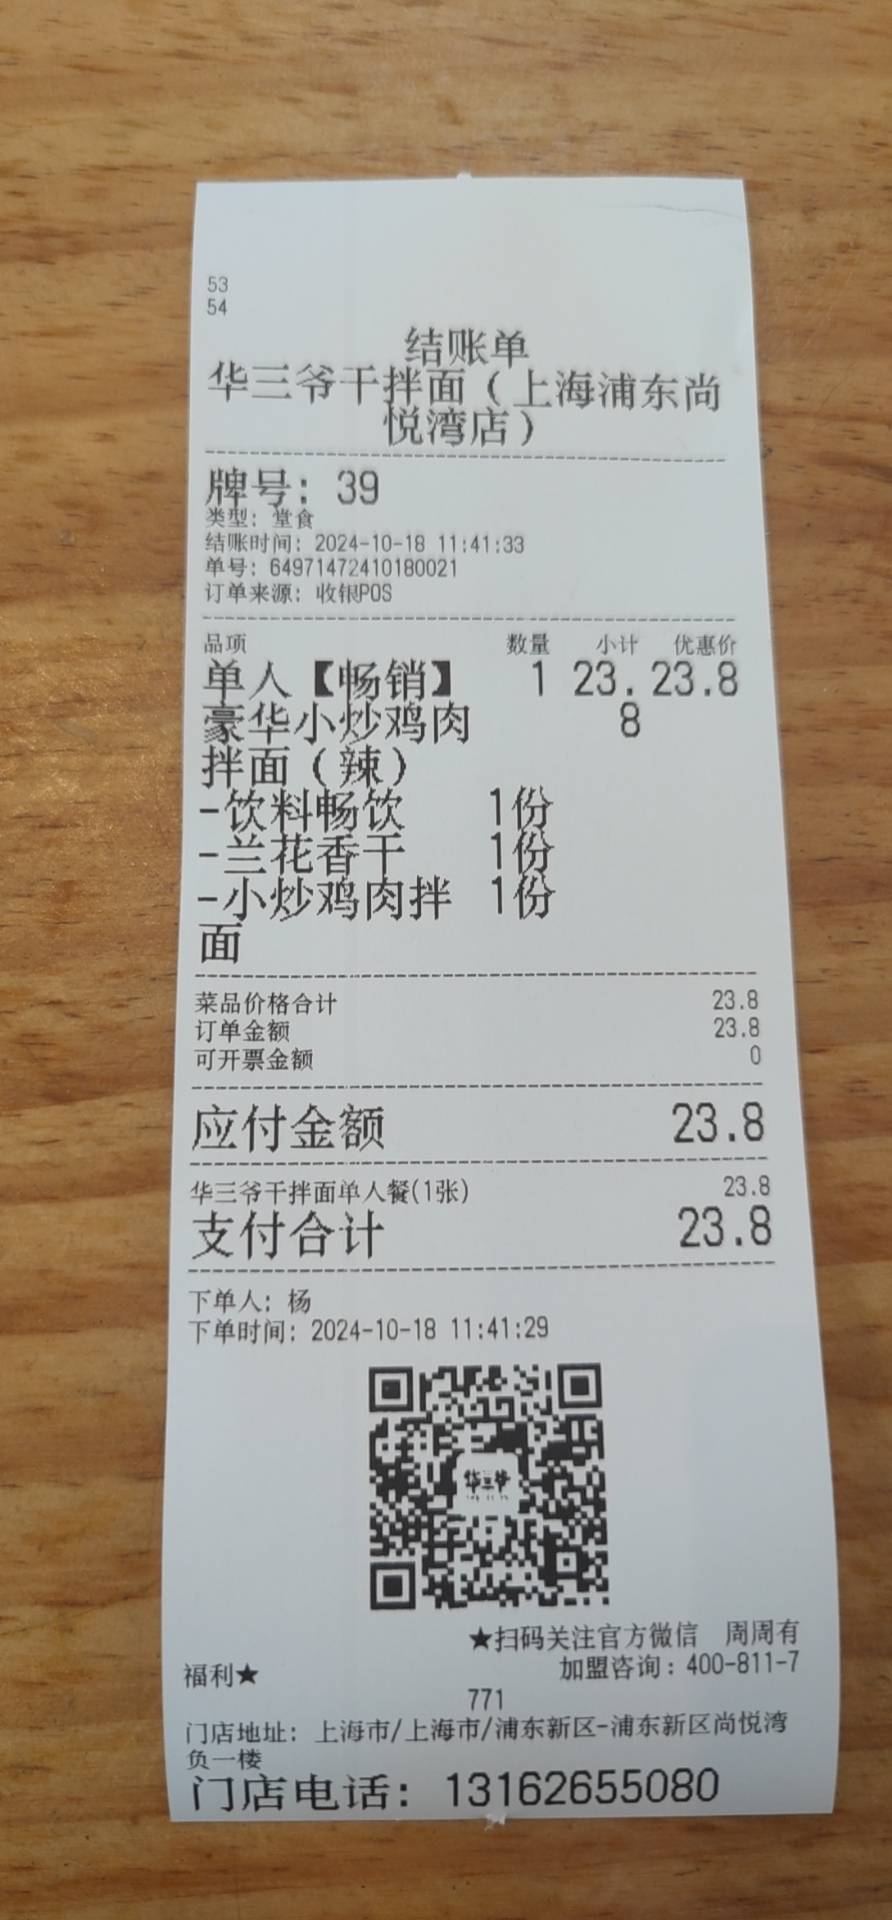 53
54
结账单
华三爷干拌面（上海浦东尚
悦湾店）
牌号：39
类型：堂食
结账时间：2024-10-18 11:41:33
单号：64971472410180021
订单来源：收银POS
品项 数量 小计 优惠价
单人【畅销】 1 23. 23.8
豪华小炒鸡肉 8
拌面（辣）
-饮料畅饮 1份
-兰花香干 1份
-小炒鸡肉拌 1份
面
菜品价格合计 23.8
订单金额 23.8
可开票金额 0
应付金额 23.8
华三爷干拌面单人餐(1张) 23.8
支付合计 23.8
下单人：杨
下单时间：2024-10-18 11:41:29
华三爷
★扫码关注官方微信 周周有
福利★ 加盟咨询：400-811-7
771
门店地址：上海市/上海市/浦东新区-浦东新区尚悦湾
负一楼
门店电话：13162655080